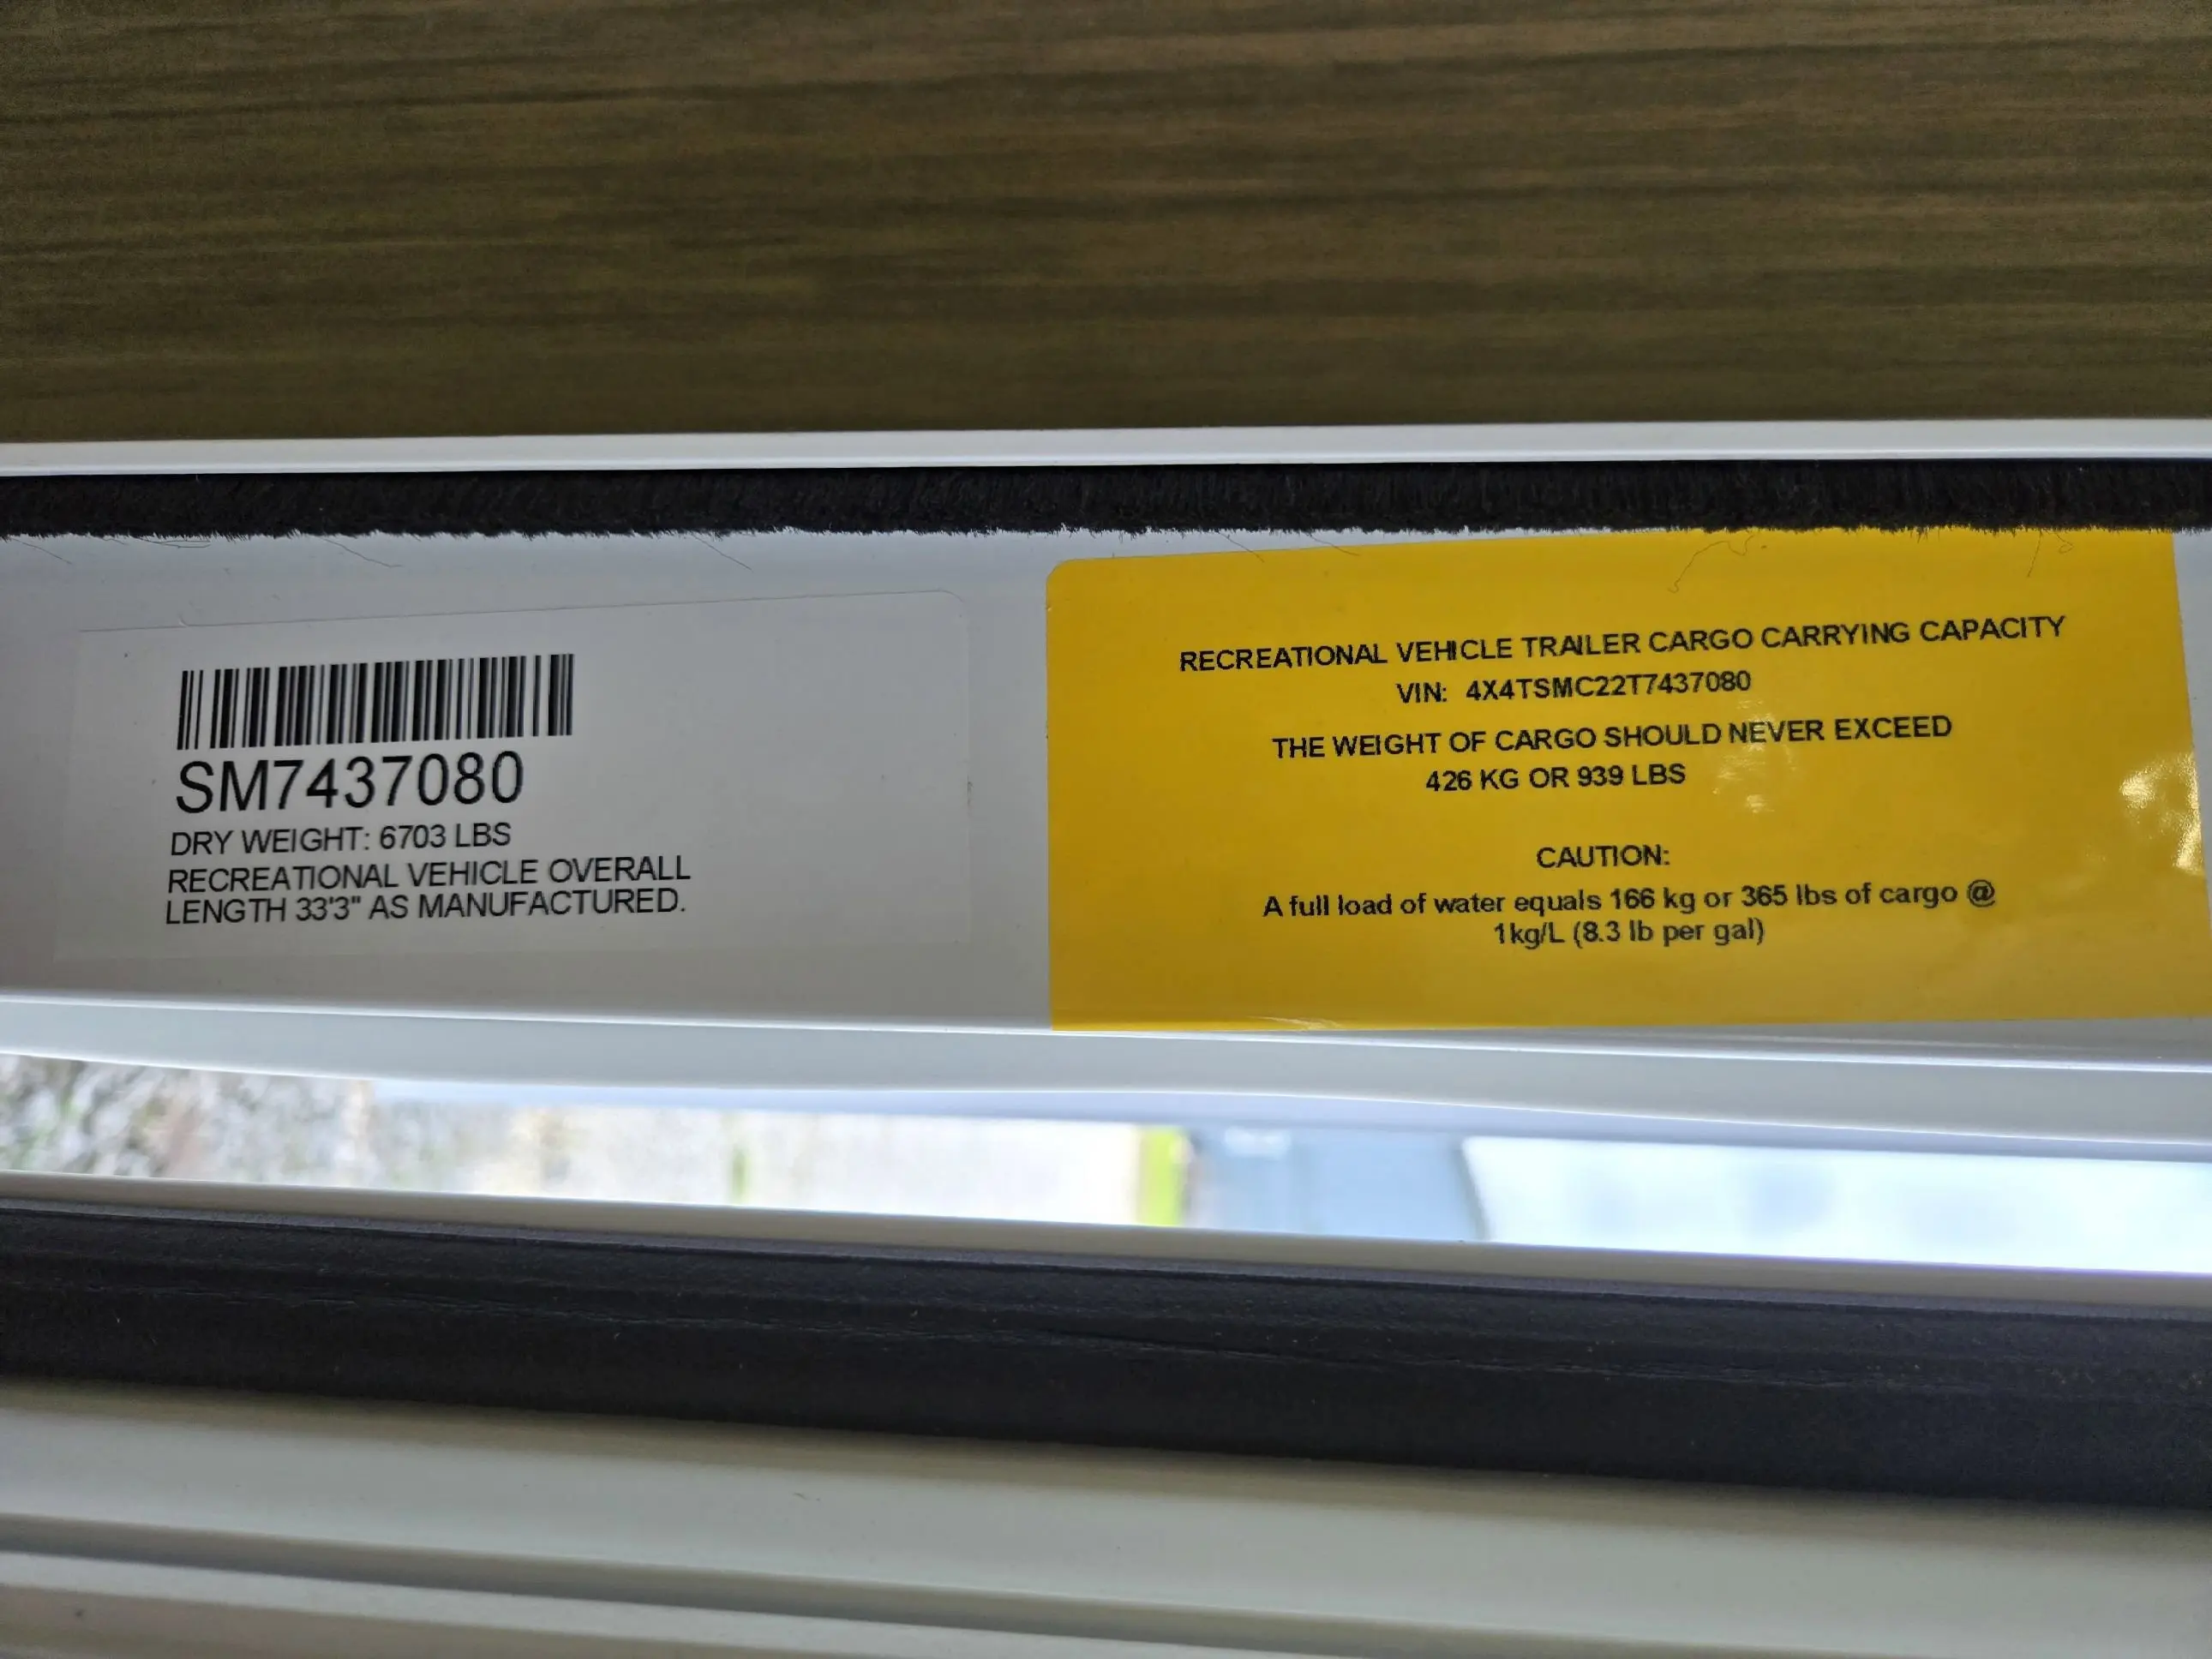 SM7437080
DRY WEIGHT: 6703 LBS
RECREATIONAL VEHICLE OVERALL
LENGTH 33'3" AS MANUFACTURED.
RECREATIONAL VEHICLE TRAILER CARGO CARRYING CAPACITY
VIN: 4X4TSMC22T7437080
THE WEIGHT OF CARGO SHOULD NEVER EXCEED
426 KG OR 939 LBS
CAUTION:
A full load of water equals 166 kg or 365 lbs of cargo @
1kg/L (8.3 lb per gal)